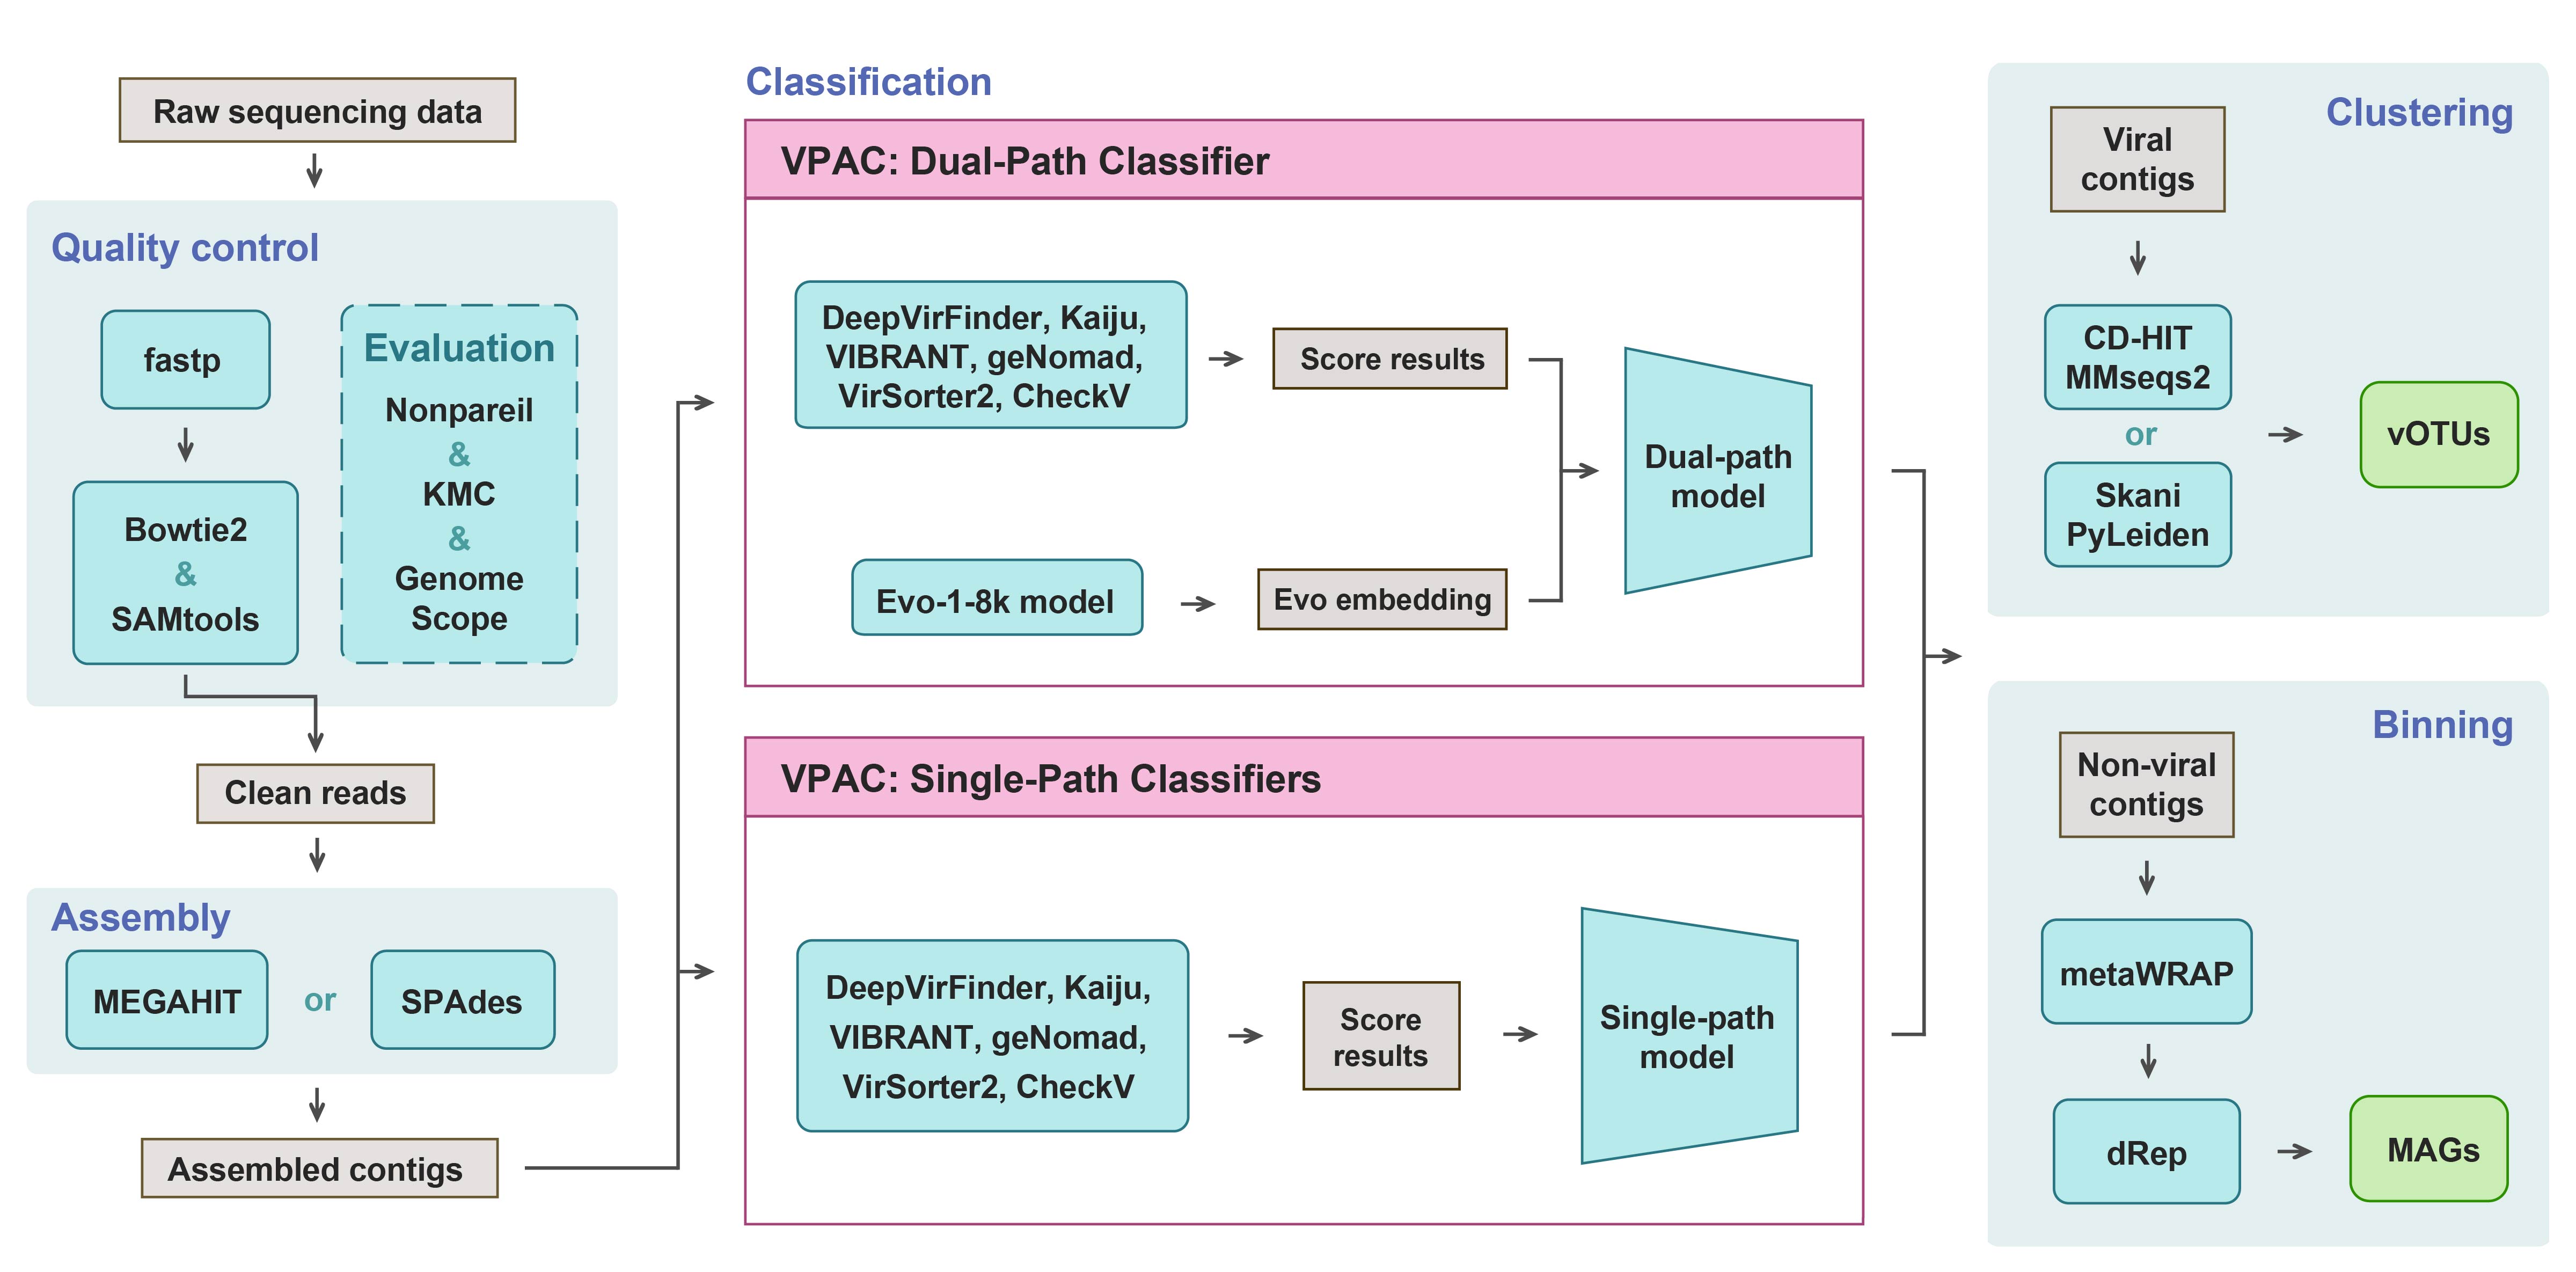 Raw sequencing data
Quality control
fastp
Bowtie2
&
SAMtools
Evaluation
Nonpareil
&
KMC
&
Genome
Scope
Clean reads
Assembly
MEGAHIT
or
SPAdes
Assembled contigs
Classification
VPAC: Dual-Path Classifier
DeepVirFinder, Kaiju,
VIBRANT, geNomad,
VirSorter2, CheckV
Score results
Evo-1-8k model
Evo embedding
Dual-path
model
VPAC: Single-Path Classifiers
DeepVirFinder, Kaiju,
VIBRANT, geNomad,
VirSorter2, CheckV
Score
results
Single-path
model
Clustering
Viral
contigs
CD-HIT
MMseqs2
or
Skani
PyLeiden
vOTUs
Binning
Non-viral
contigs
metaWRAP
dRep
MAGs